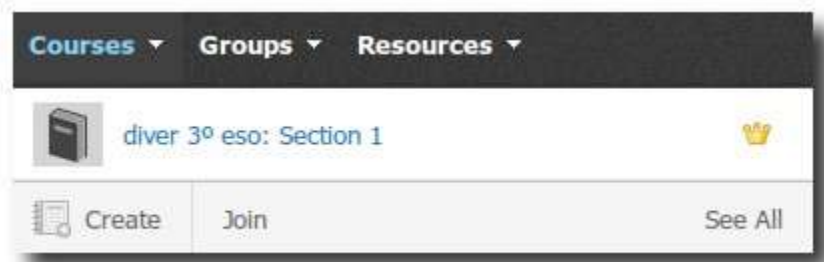 Courses Groups Resources
diver 3º eso: Section 1
Create Join See All